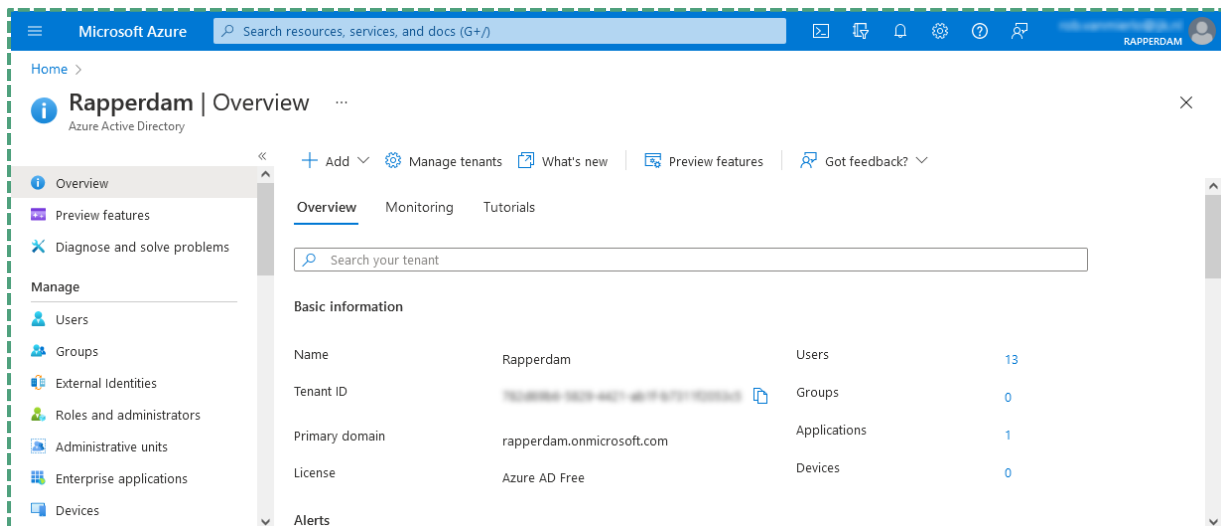 Microsoft Azure
Search resources, services, and docs (G+/)
RAPPERDAM
Home >
Rapperdam | Overview ...
Azure Active Directory
«
Add
Manage tenants
What's new
Preview features
Got feedback?
Overview
Preview features
Diagnose and solve problems
Manage
Users
Groups
External Identities
Roles and administrators
Administrative units
Enterprise applications
Devices
Overview Monitoring Tutorials
Search your tenant
Basic information
Name Rapperdam Users 13
Tenant ID Groups 0
Primary domain rapperdam.onmicrosoft.com Applications 1
License Azure AD Free Devices 0
Alerts